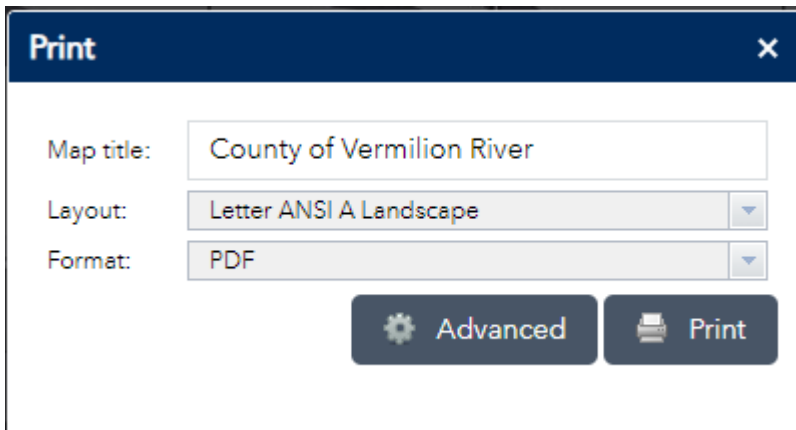 Print
Map title: County of Vermilion River
Layout: Letter ANSI A Landscape
Format: PDF
Advanced Print